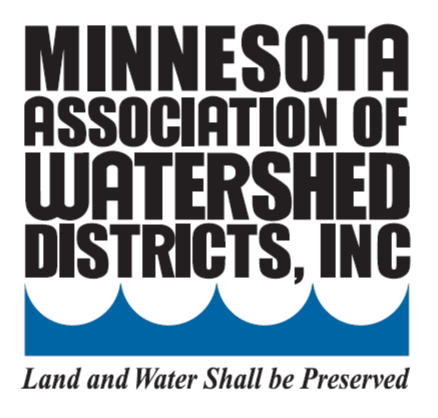 MINNESOTA
ASSOCIATION OF
WATERSHED
DISTRICTS, INC
Land and Water Shall be Preserved